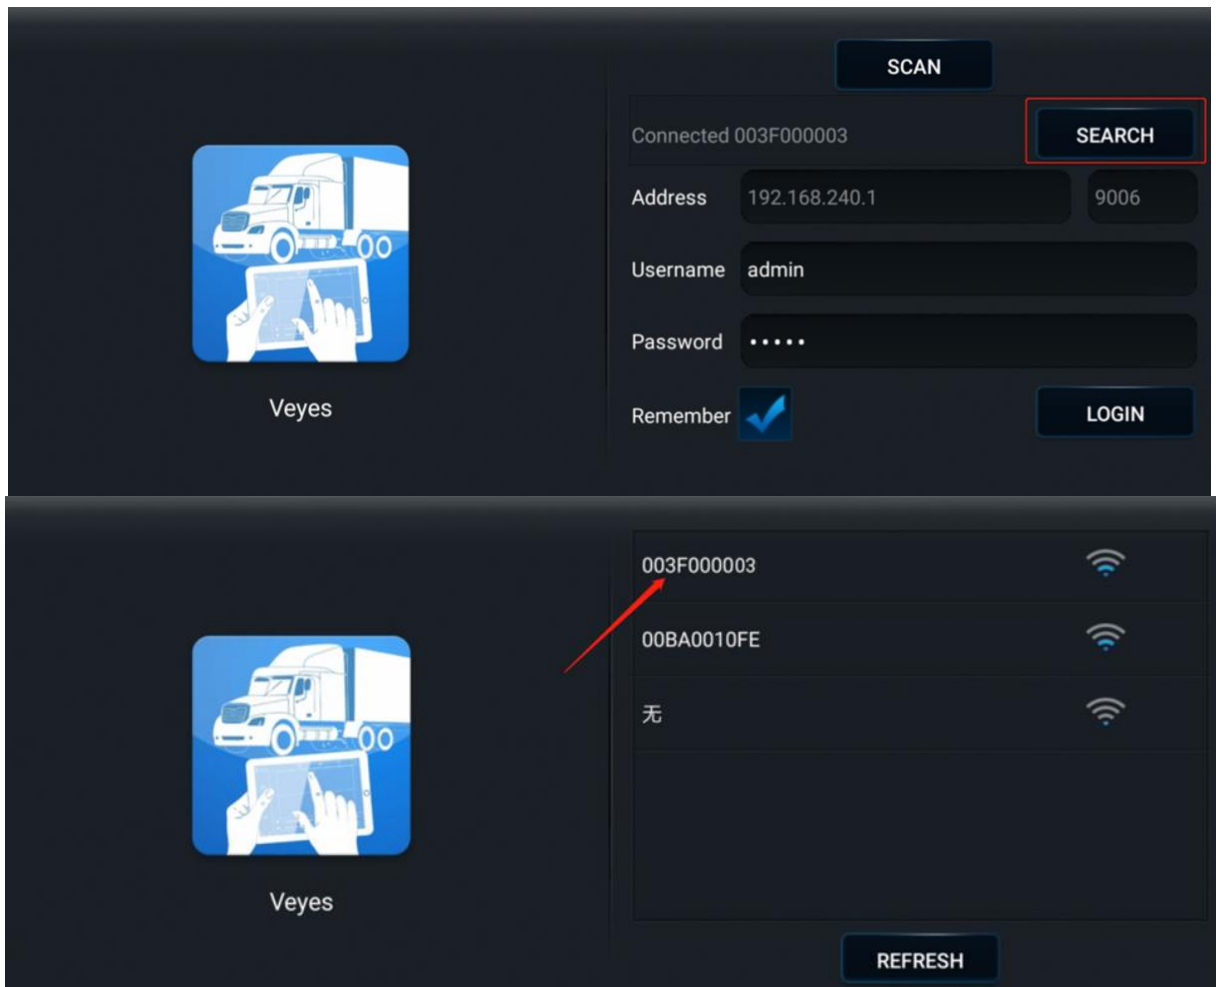 SCAN
Connected 003F000003 SEARCH
Address 192.168.240.1 9006
Username admin
Password •••••
Remember LOGIN
Veyes
003F000003
00BA0010FE
无
Veyes
REFRESH